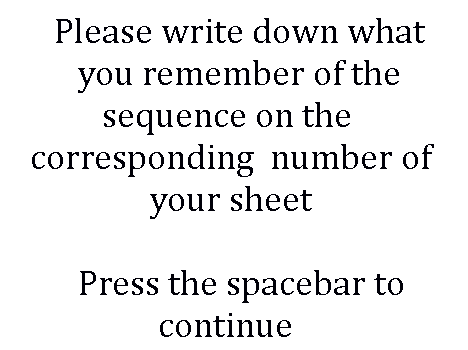 Please write down what
you remember of the
sequence on the
corresponding  number of
your sheet
Press the spacebar to
continue